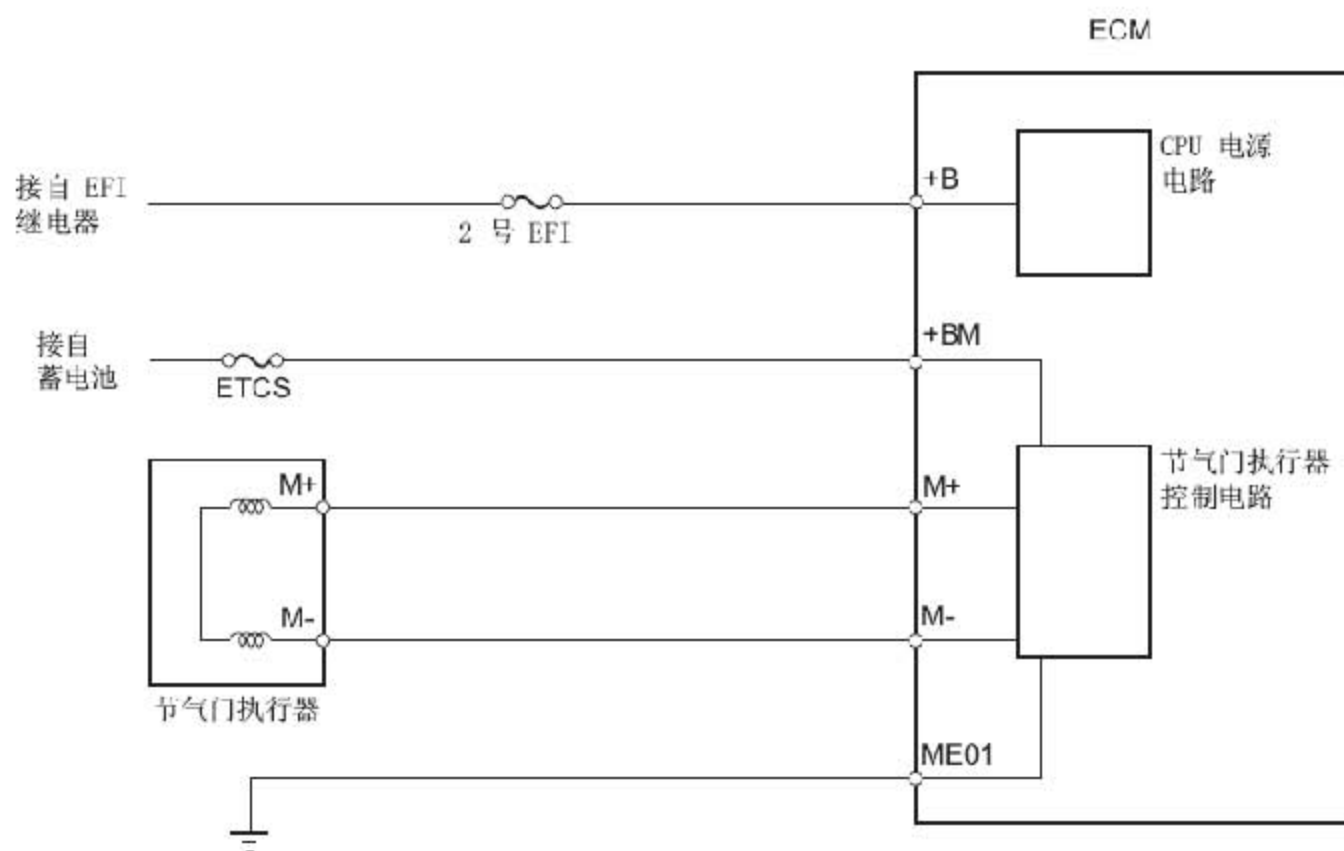 ECM
CPU 电源
电路
+B
接自 EFI
继电器
2 号 EFI
+BM
接自
蓄电池
ETCS
M+
M+
节气门执行器
控制电路
M-
M-
节气门执行器
ME01